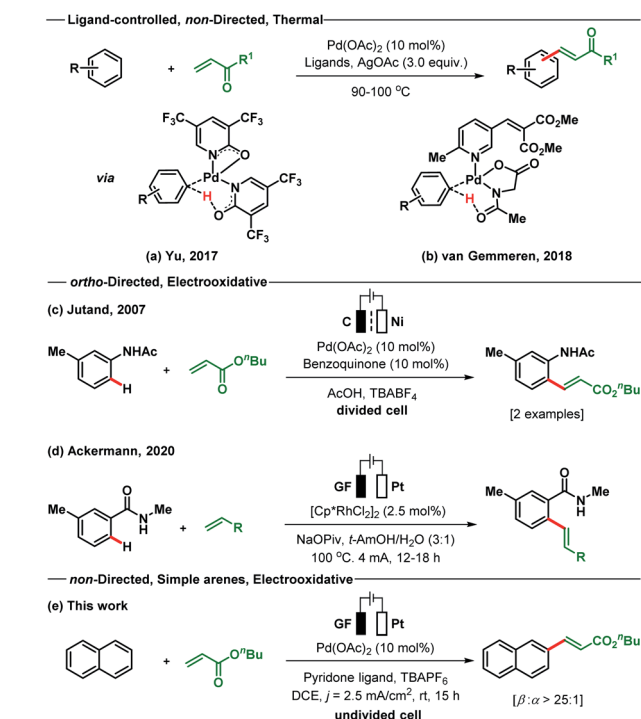 Ligand-controlled, non-Directed, Thermal
R
+
R¹
O
Pd(OAc)₂ (10 mol%)
Ligands, AgOAc (3.0 equiv.)
90-100 °C
R
O
R¹
via
F₃C
CF₃
N
O
Pd
R
H
N
O
CF₃
CF₃
Me
N
CO₂Me
CO₂Me
Pd
O
O
R
H
N
O
Me
(a) Yu, 2017
(b) van Gemmeren, 2018
ortho-Directed, Electrooxidative
(c) Jutand, 2007
C
Ni
Me
NHAc
H
+
OⁿBu
O
Pd(OAc)₂ (10 mol%)
Benzoquinone (10 mol%)
AcOH, TBABF₄
divided cell
Me
NHAc
CO₂ⁿBu
[2 examples]
(d) Ackermann, 2020
GF
Pt
Me
O
N
H
Me
H
+
R
[Cp*RhCl₂]₂ (2.5 mol%)
NaOPiv, t-AmOH/H₂O (3:1)
100 °C. 4 mA, 12-18 h
Me
O
N
H
Me
R
non-Directed, Simple arenes, Electrooxidative
(e) This work
GF
Pt
+
OⁿBu
O
Pd(OAc)₂ (10 mol%)
Pyridone ligand, TBAPF₆
DCE, j = 2.5 mA/cm², rt, 15 h
undivided cell
CO₂ⁿBu
[β:α > 25:1]